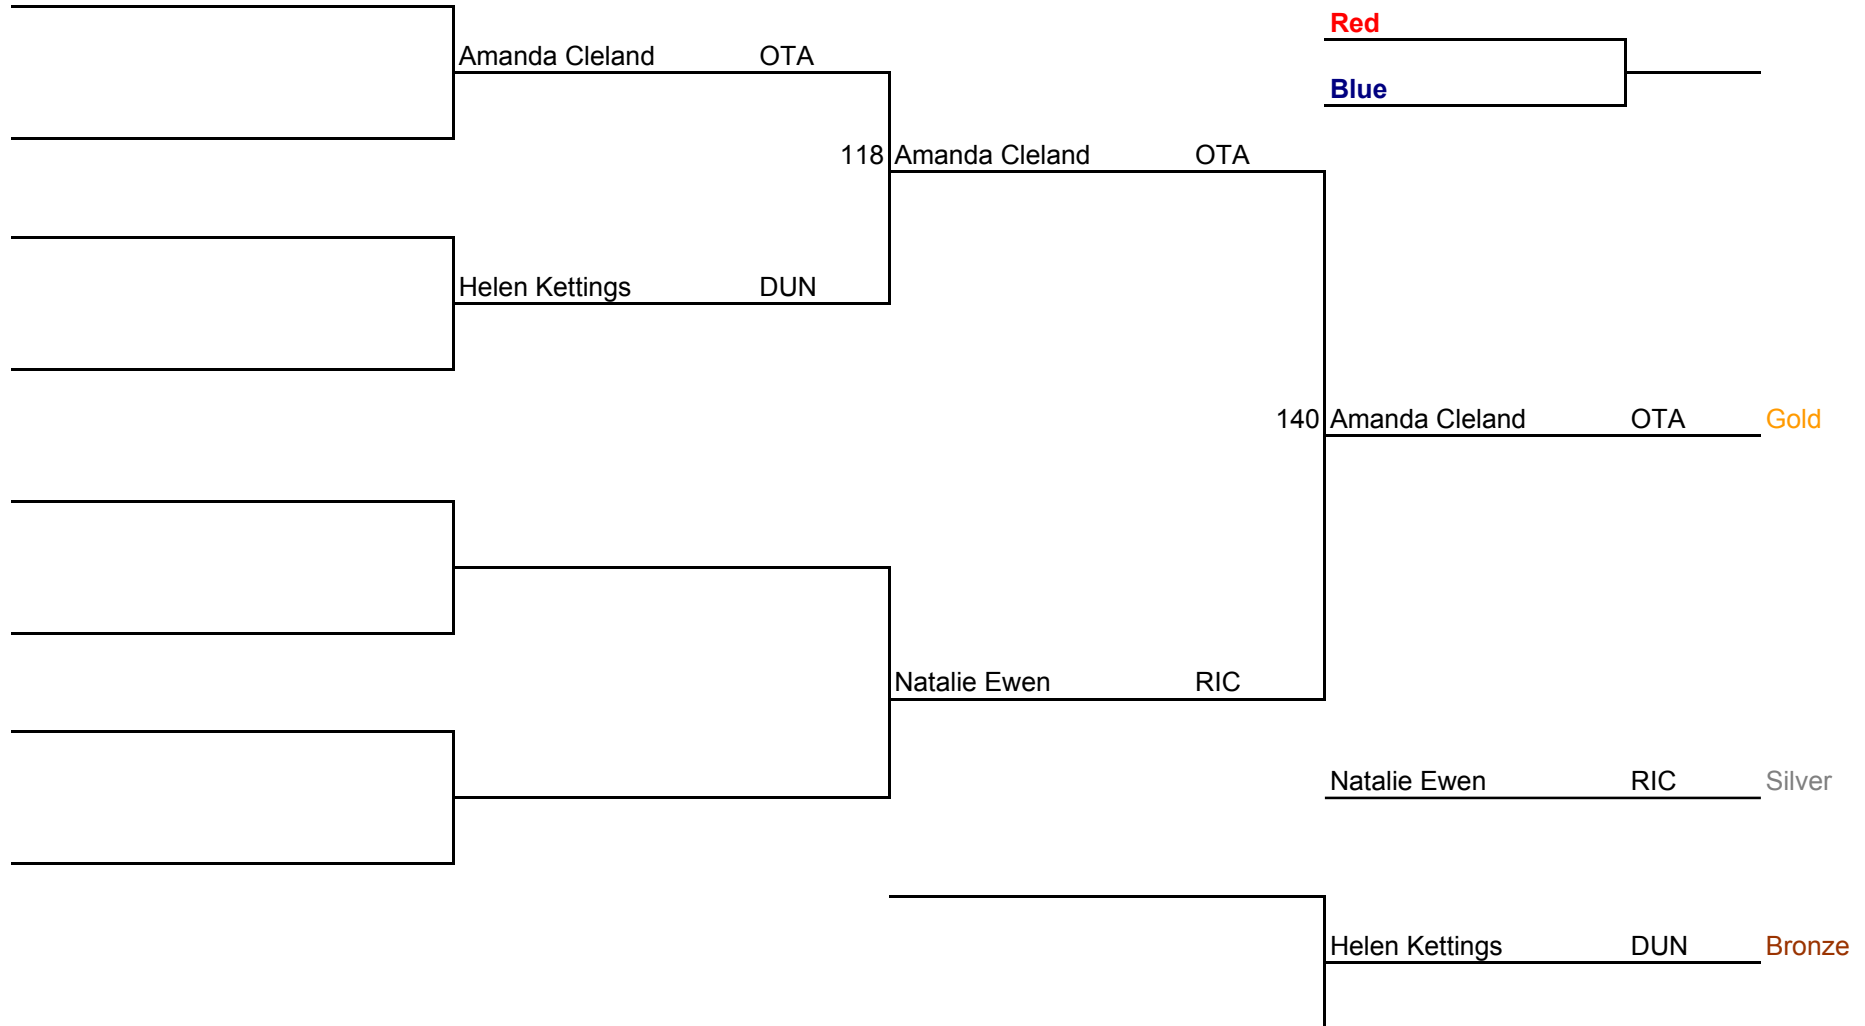 Red
Amanda Cleland OTA
Blue
118 Amanda Cleland OTA
Helen Kettings DUN
140 Amanda Cleland OTA Gold
Natalie Ewen RIC
Natalie Ewen RIC Silver
Helen Kettings DUN Bronze